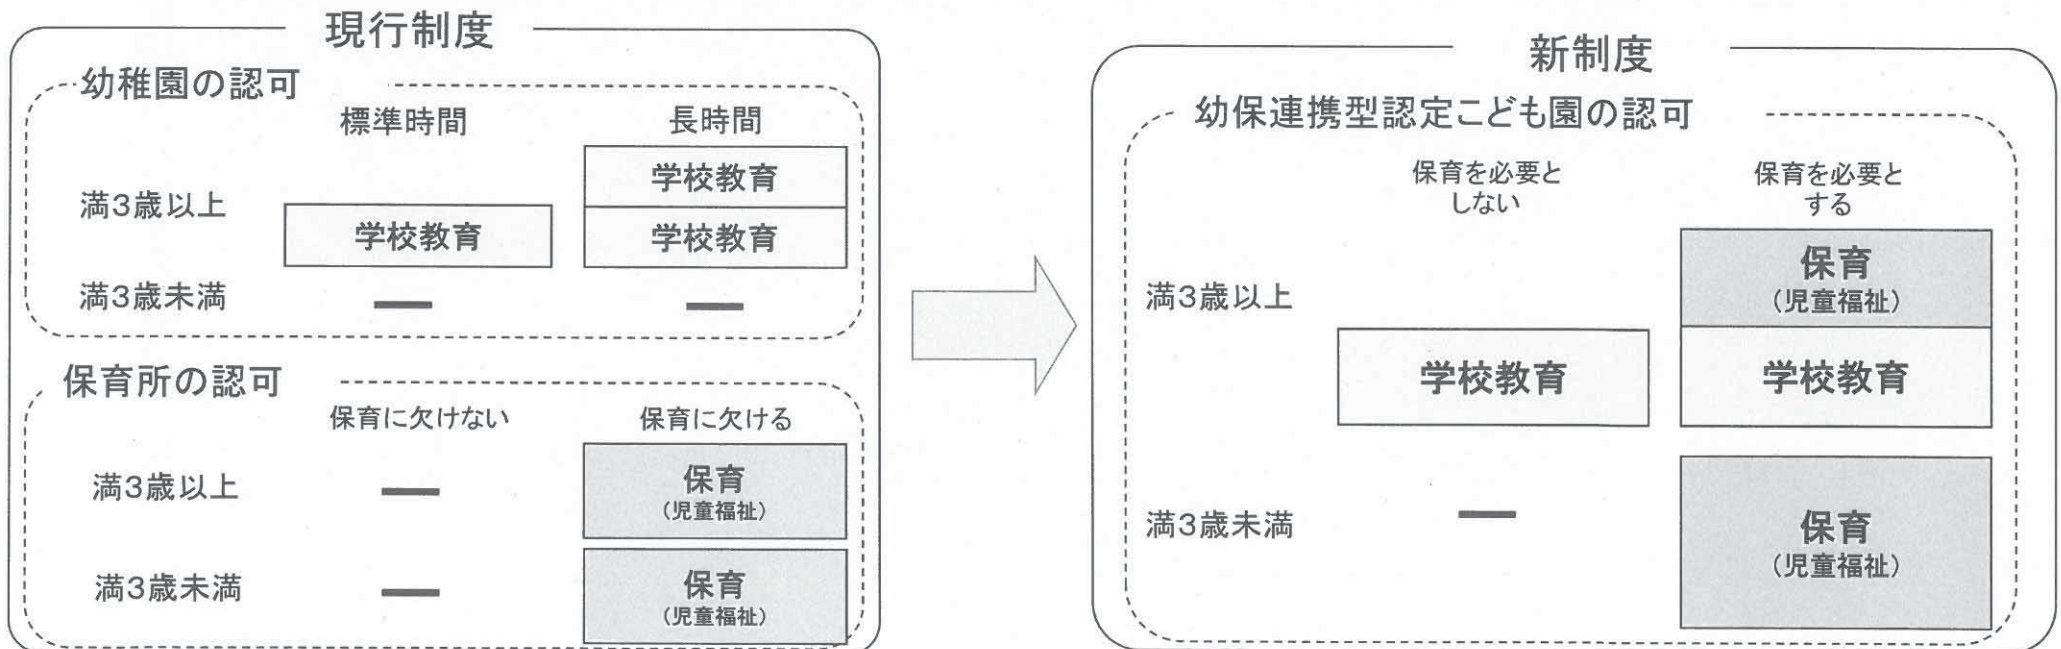 現行制度
幼稚園の認可
標準時間 長時間
学校教育
満3歳以上
学校教育 学校教育
満3歳未満 ― ―
保育所の認可
保育に欠けない 保育に欠ける
満3歳以上 ― 保育
(児童福祉)
満3歳未満 ― 保育
(児童福祉)
新制度
幼保連携型認定こども園の認可
保育を必要と
しない
保育を必要と
する
保育
(児童福祉)
満3歳以上
学校教育 学校教育
満3歳未満 ― 保育
(児童福祉)